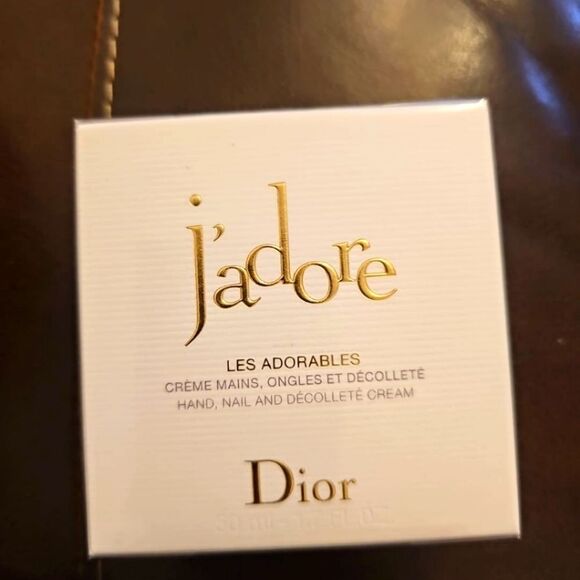 j'adore
LES ADORABLES
CRÈME MAINS, ONGLES ET DÉCOLLETÉ
HAND, NAIL AND DÉCOLLETÉ CREAM
Dior